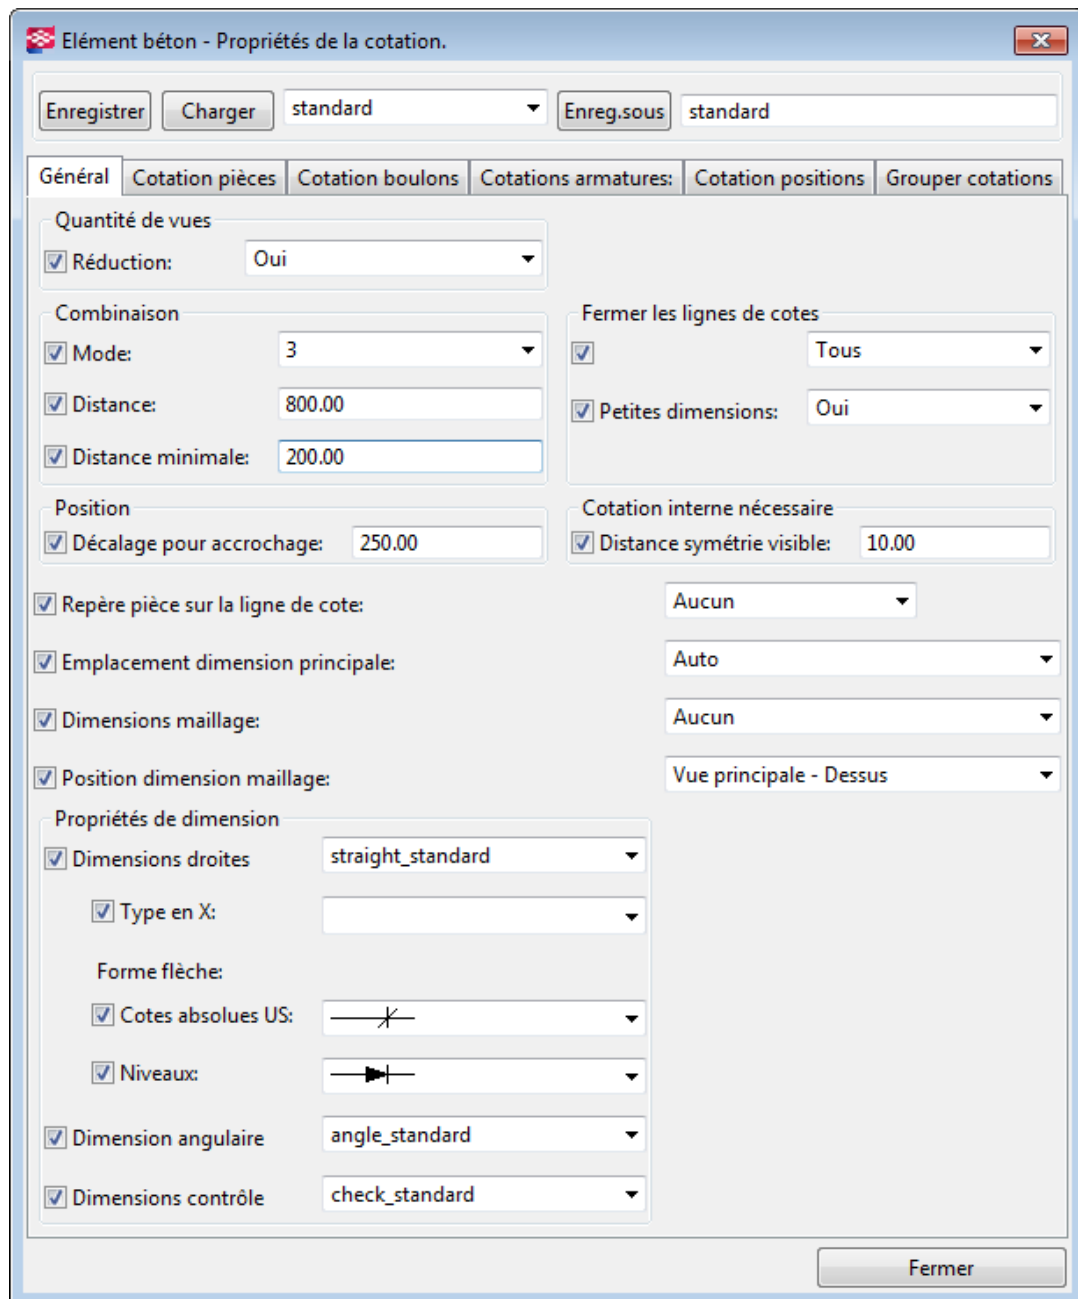 Elément béton - Propriétés de la cotation.
Enregistrer Charger standard Enreg.sous standard
Général Cotation pièces Cotation boulons Cotations armatures: Cotation positions Grouper cotations
Quantité de vues
Réduction: Oui
Combinaison Fermer les lignes de cotes
Mode: 3 Tous
Distance: 800.00 Petites dimensions: Oui
Distance minimale: 200.00
Position Cotation interne nécessaire
Décalage pour accrochage: 250.00 Distance symétrie visible: 10.00
Repère pièce sur la ligne de cote: Aucun
Emplacement dimension principale: Auto
Dimensions maillage: Aucun
Position dimension maillage: Vue principale - Dessus
Propriétés de dimension
Dimensions droites straight_standard
Type en X:
Forme flèche:
Cotes absolues US:
Niveaux:
Dimension angulaire angle_standard
Dimensions contrôle check_standard
Fermer